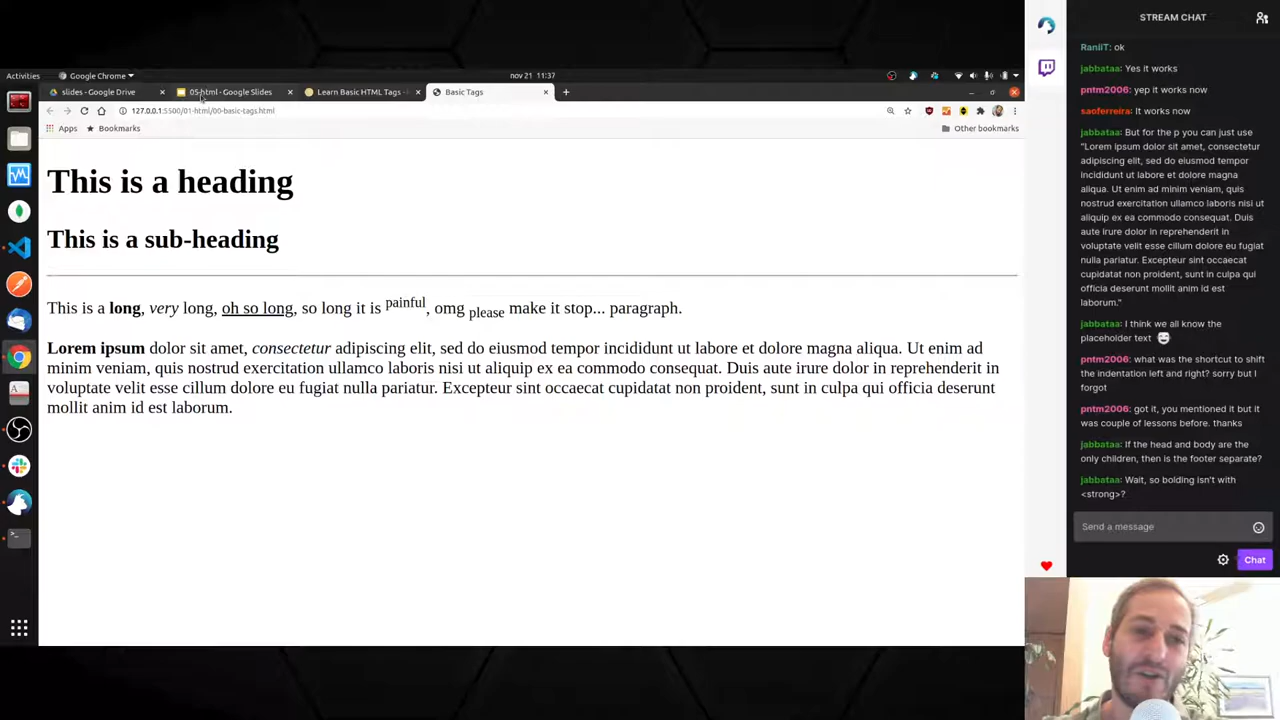 Activities
Google Chrome
nov 21 11:37
slides - Google Drive
05-html - Google Slides
Learn Basic HTML Tags -
Basic Tags
127.0.0.1:5500/01-html/00-basic-tags.html
Apps
Bookmarks
Other bookmarks
This is a heading
This is a sub-heading
This is a long, very long, oh so long, so long it is painful, omg please make it stop... paragraph.
Lorem ipsum dolor sit amet, consectetur adipiscing elit, sed do eiusmod tempor incididunt ut labore et dolore magna aliqua. Ut enim ad
minim veniam, quis nostrud exercitation ullamco laboris nisi ut aliquip ex ea commodo consequat. Duis aute irure dolor in reprehenderit in
voluptate velit esse cillum dolore eu fugiat nulla pariatur. Excepteur sint occaecat cupidatat non proident, sunt in culpa qui officia deserunt
mollit anim id est laborum.
STREAM CHAT
RaniiT: ok
jabbataa: Yes it works
pntm2006: yep it works now
saoferreira: It works now
jabbataa: But for the p you can just use
"Lorem ipsum dolor sit amet, consectetur
adipiscing elit, sed do eiusmod tempor
incididunt ut labore et dolore magna
aliqua. Ut enim ad minim veniam, quis
nostrud exercitation ullamco laboris nisi ut
aliquip ex ea commodo consequat. Duis
aute irure dolor in reprehenderit in
voluptate velit esse cillum dolore eu fugiat
nulla pariatur. Excepteur sint occaecat
cupidatat non proident, sunt in culpa qui
officia deserunt mollit anim id est
laborum."
jabbataa: I think we all know the
placeholder text
pntm2006: what was the shortcut to shift
the indentation left and right? sorry but I
forgot
pntm2006: got it, you mentioned it but it
was couple of lessons before. thanks
jabbataa: If the head and body are the
only children, then is the footer separate?
jabbataa: Wait, so bolding isn't with
<strong>?
Send a message
Chat